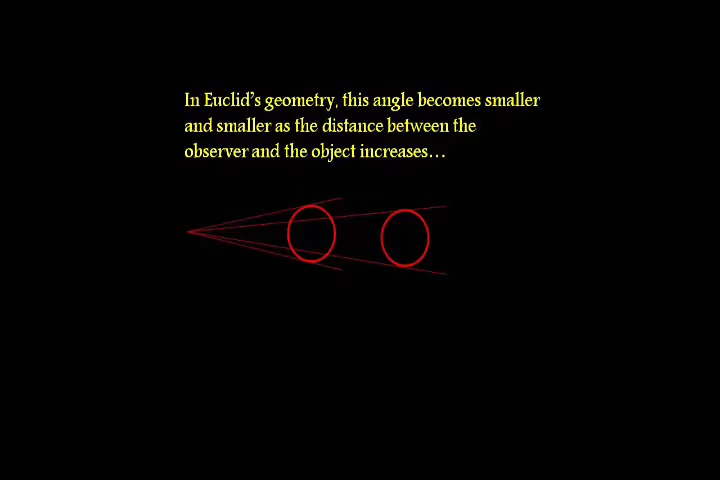 In Euclid's geometry, this angle becomes smaller
and smaller as the distance between the
observer and the object increases…